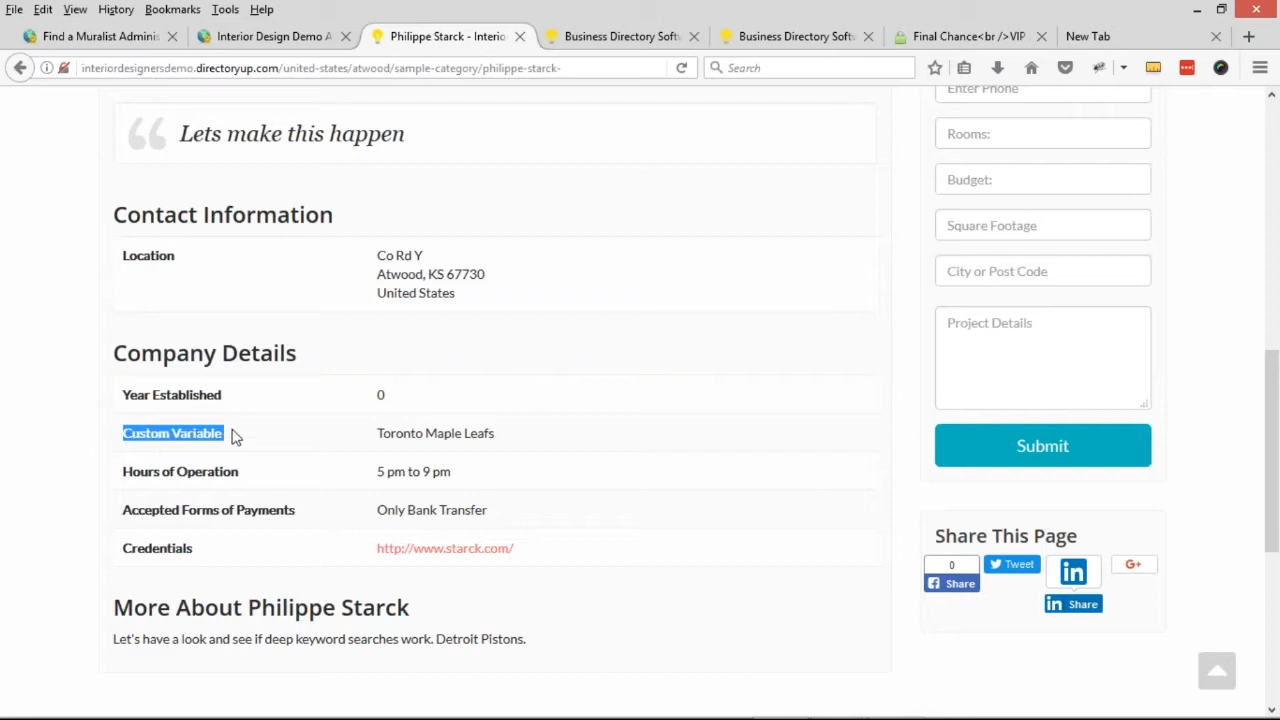 File Edit View History Bookmarks Tools Help
Find a Muralist Adminis
Interior Design Demo A
Philippe Starck - Interio
Business Directory Softw
Business Directory Softw
Final Chance<br />VIP
New Tab
interiordesignersdemo.directoryup.com/united-states/atwood/sample-category/philippe-starck-
Search
Lets make this happen
Contact Information
Location
Co Rd Y
Atwood, KS 67730
United States
Company Details
Year Established 0
Custom Variable Toronto Maple Leafs
Hours of Operation 5 pm to 9 pm
Accepted Forms of Payments Only Bank Transfer
Credentials http://www.starck.com/
More About Philippe Starck
Let's have a look and see if deep keyword searches work. Detroit Pistons.
Enter Phone
Rooms:
Budget:
Square Footage
City or Post Code
Project Details
Submit
Share This Page
0
Share
Tweet
in
in Share
G+